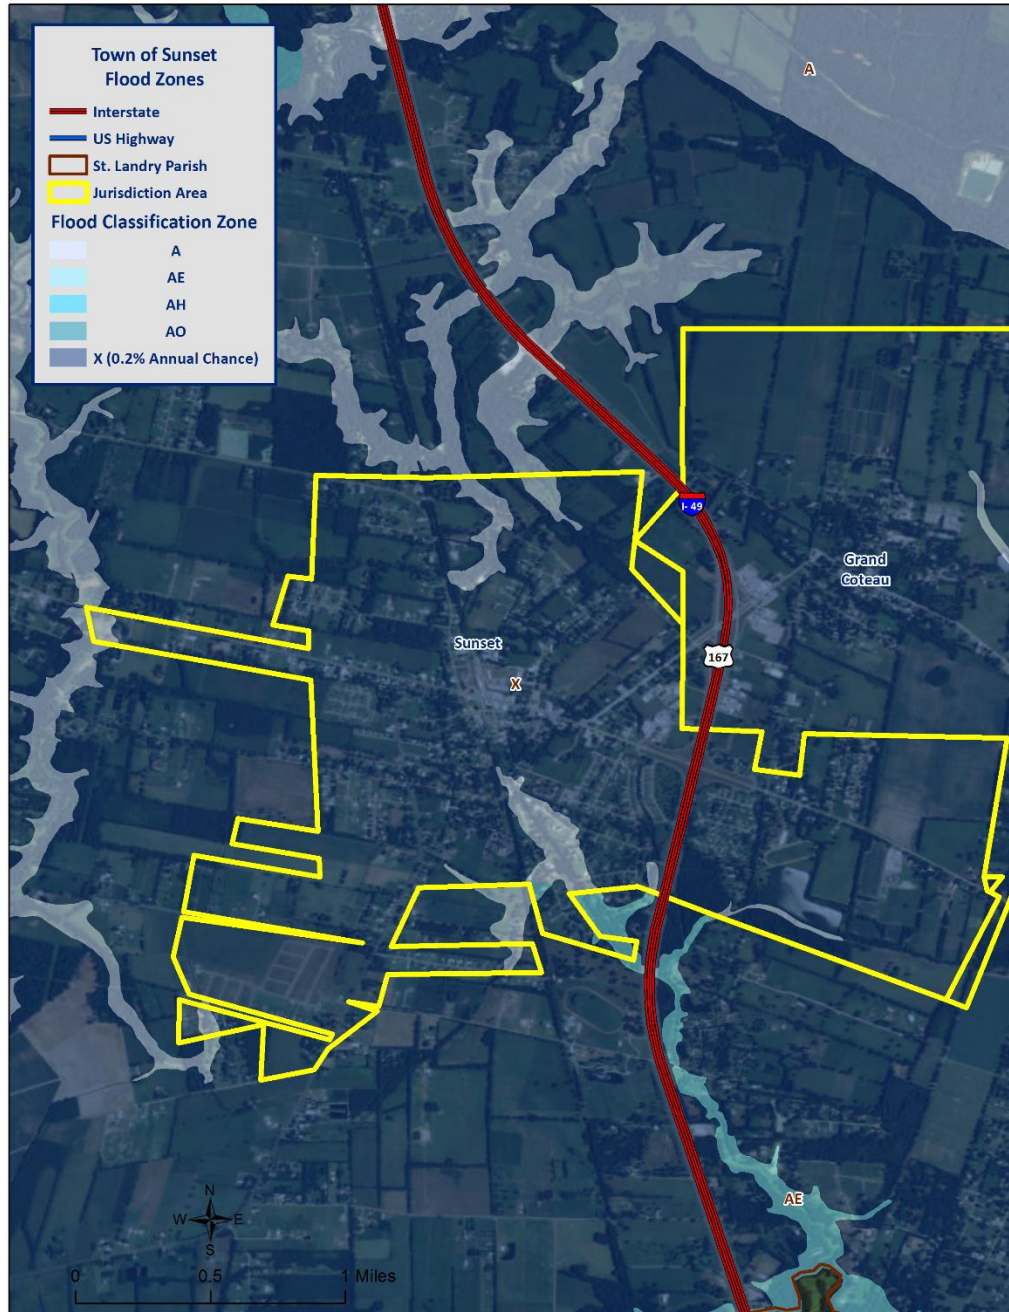 Town of Sunset
Flood Zones
Interstate
US Highway
St. Landry Parish
Jurisdiction Area
Flood Classification Zone
A
AE
AH
AO
X (0.2% Annual Chance)
A
I-49
Grand
Coteau
Sunset
167
X
AE
N
W E
S
0 0.5 1 Miles